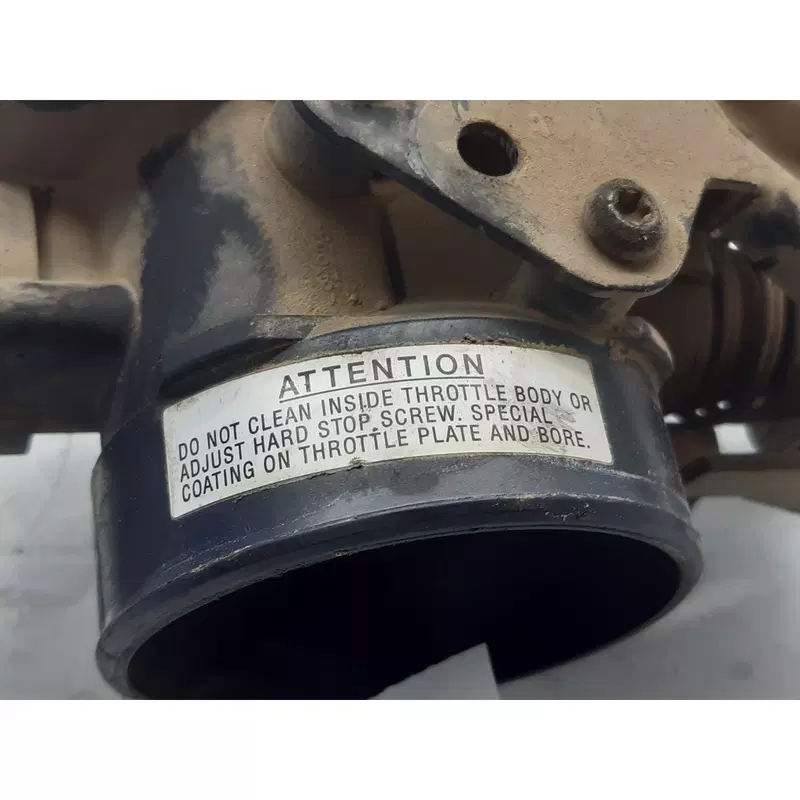 ATTENTION
DO NOT CLEAN INSIDE THROTTLE BODY OR
ADJUST HARD STOP SCREW. SPECIAL
COATING ON THROTTLE PLATE AND BORE.